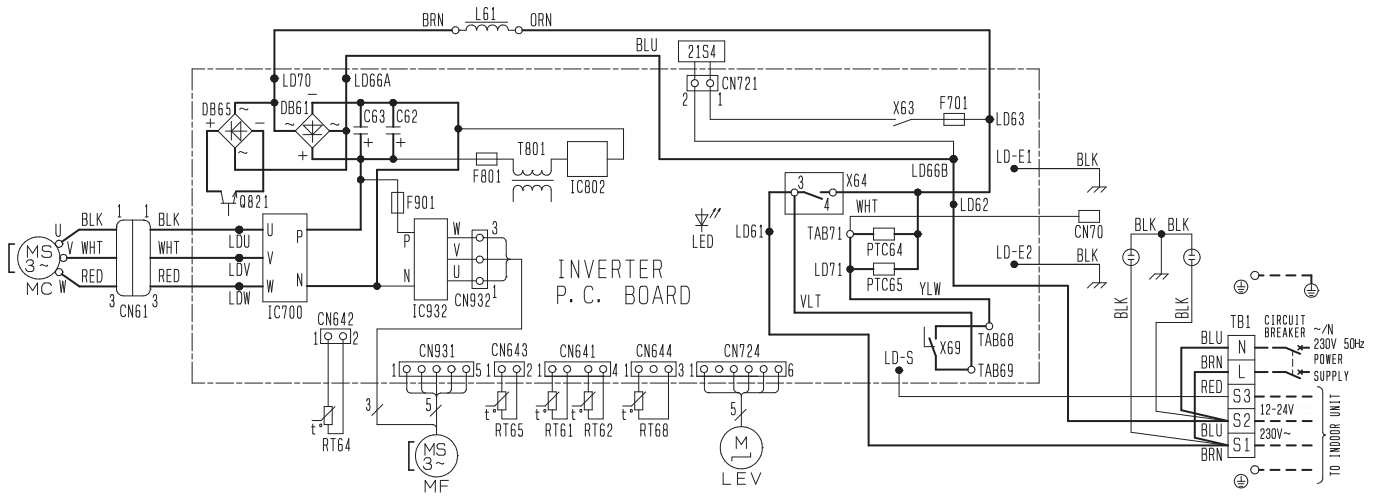 BRN L61 ORN
BLU
21S4
LD70 LD66A
CN721
2 1
DB65 ~ DB61
+ - - 
~ ~
~ +
C63 C62
+ +
X63 F701
LD63
T801
F801 IC802
LD66B
LD-E1 BLK
Q821
F901
3 X64
4
WHT
LD62
LED
LD61
TAB71
PTC64
CN70
LD71
PTC65
LD-E2 BLK
VLT YLW
X69
TAB68
TAB69
LD-S
U BLK 1 1 BLK LDU U P
V WHT WHT LDV V
W RED 3 3 RED LDW W N
MS
3~
MC
CN61
IC700
P
N
W 3
V
U 1
IC932
CN932
INVERTER
P. C. BOARD
CN642
1 2
CN931
1 5
CN643
1 2
CN641
1 4
CN644
1 3
CN724
1 6
3
5
5
t°
RT64
t°
RT65
t°
RT61
t°
RT62
t°
RT68
MS
3~
MF
M
LEV
BLK BLK
BLK
BLK
TB1
CIRCUIT
BREAKER
~/N
230V 50Hz
POWER
SUPPLY
BLU N
BRN L
RED S3
12-24V
S2
BLU 230V~
S1
BRN
TO INDOOR UNIT